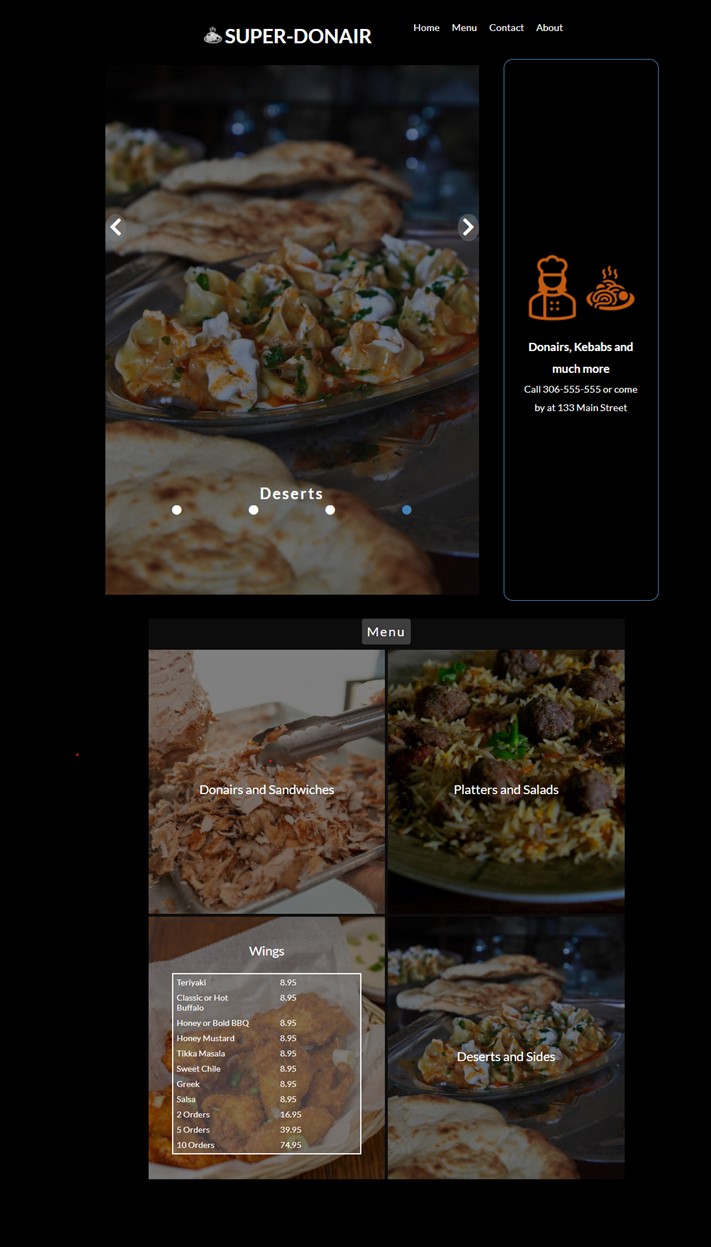 SUPER-DONAIR
Home Menu Contact About
Donairs, Kebabs and
much more
Call 306-555-555 or come
by at 133 Main Street
Deserts
Menu
Donairs and Sandwiches
Platters and Salads
Wings
Teriyaki 8.95
Classic or Hot
Buffalo 8.95
Honey or Bold BBQ 8.95
Honey Mustard 8.95
Tikka Masala 8.95
Sweet Chile 8.95
Greek 8.95
Salsa 8.95
2 Orders 16.95
5 Orders 39.95
10 Orders 74.95
Deserts and Sides